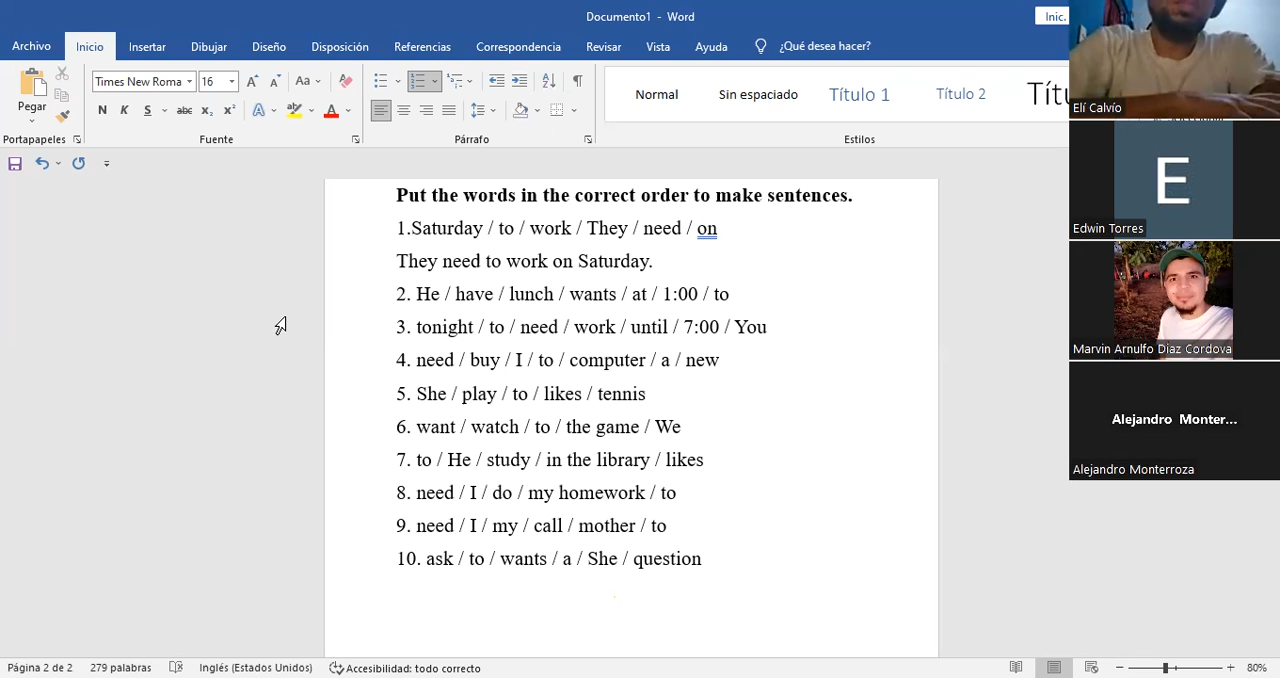 Documento1 - Word
Inic.
Archivo Inicio Insertar Dibujar Diseño Disposición Referencias Correspondencia Revisar Vista Ayuda ¿Qué desea hacer?
Pegar
Times New Roma 16
Aa
N K S abc x₂ x²
Normal Sin espaciado Título 1 Título 2
Portapapeles Fuente Párrafo Estilos
Put the words in the correct order to make sentences.
1.Saturday / to / work / They / need / on
They need to work on Saturday.
2. He / have / lunch / wants / at / 1:00 / to
3. tonight / to / need / work / until / 7:00 / You
4. need / buy / I / to / computer / a / new
5. She / play / to / likes / tennis
6. want / watch / to / the game / We
7. to / He / study / in the library / likes
8. need / I / do / my homework / to
9. need / I / my / call / mother / to
10. ask / to / wants / a / She / question
Elí Calvío
E
Edwin Torres
Marvin Arnulfo Diaz Cordova
Alejandro Monter...
Alejandro Monterroza
Página 2 de 2 279 palabras Inglés (Estados Unidos) Accesibilidad: todo correcto 80%